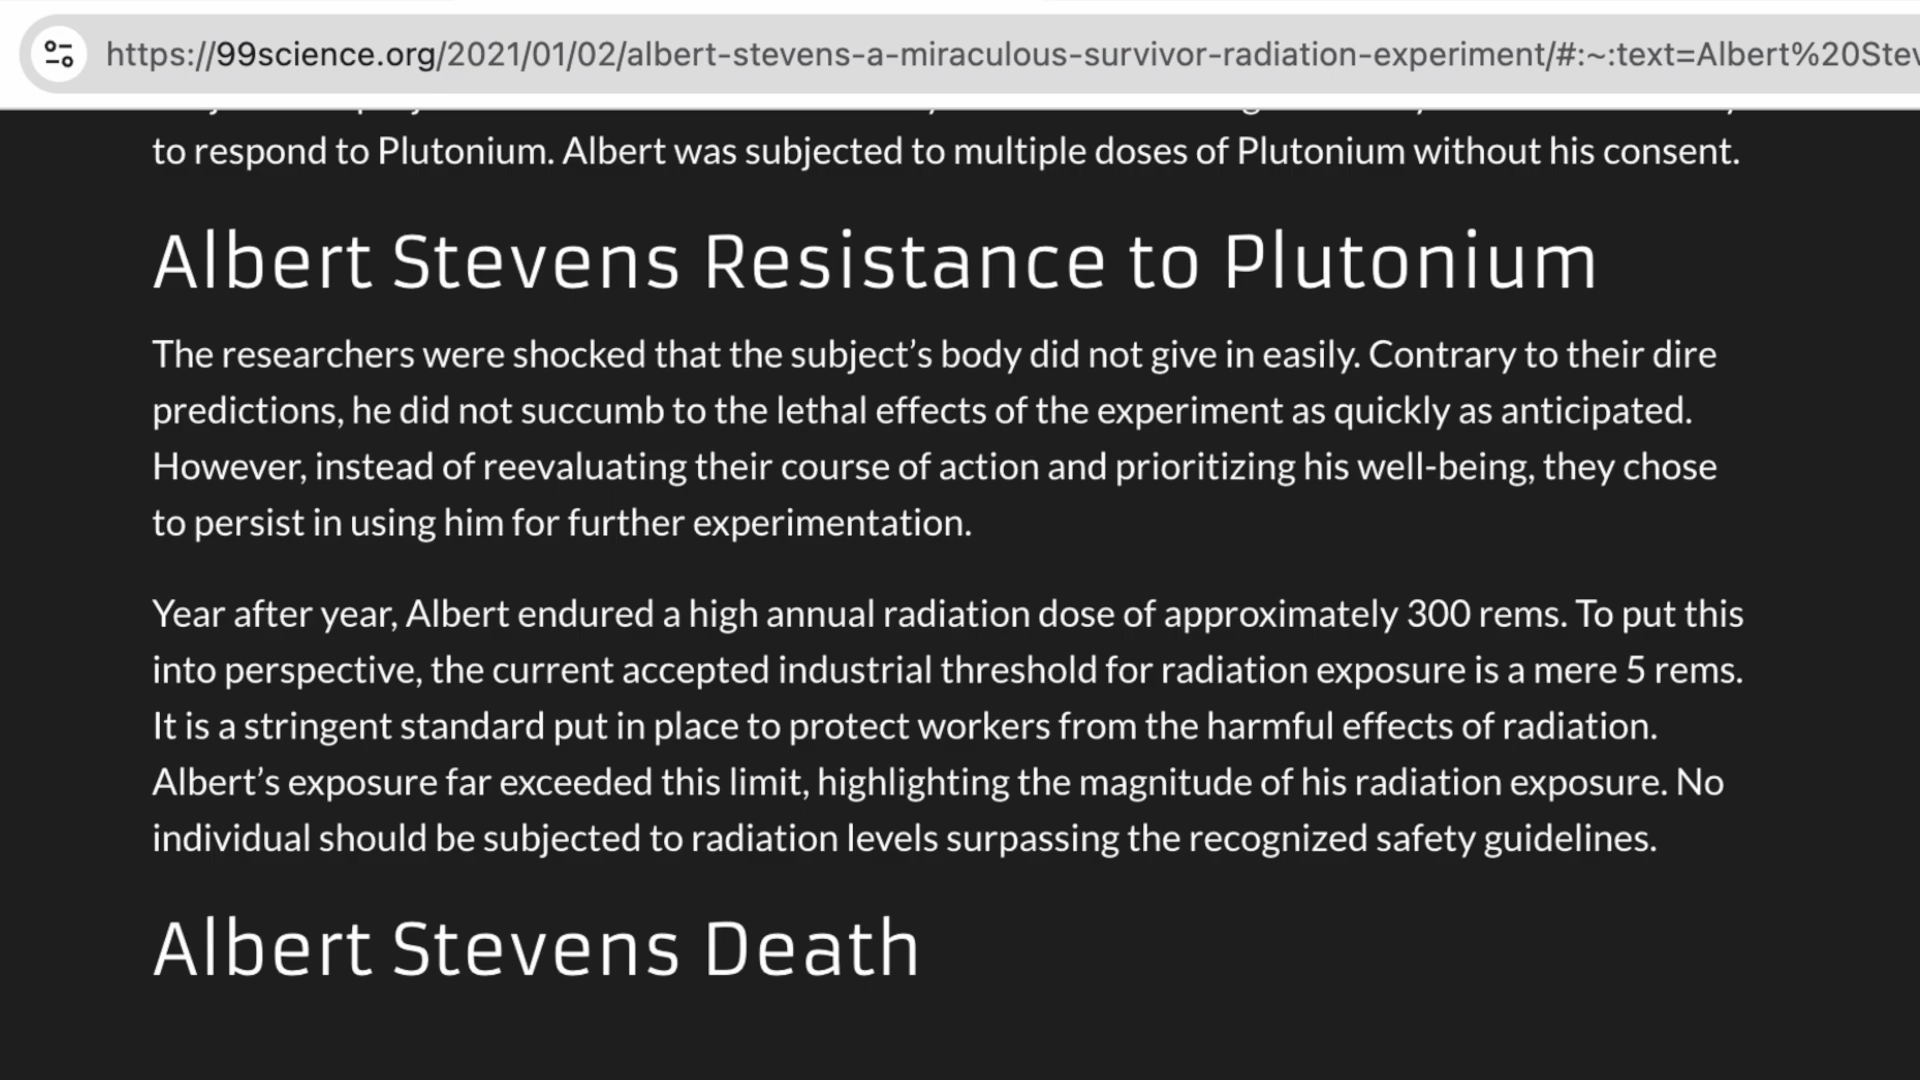 https://99science.org/2021/01/02/albert-stevens-a-miraculous-survivor-radiation-experiment/#:~:text=Albert%20Stev
to respond to Plutonium. Albert was subjected to multiple doses of Plutonium without his consent.
Albert Stevens Resistance to Plutonium
The researchers were shocked that the subject’s body did not give in easily. Contrary to their dire
predictions, he did not succumb to the lethal effects of the experiment as quickly as anticipated.
However, instead of reevaluating their course of action and prioritizing his well-being, they chose
to persist in using him for further experimentation.
Year after year, Albert endured a high annual radiation dose of approximately 300 rems. To put this
into perspective, the current accepted industrial threshold for radiation exposure is a mere 5 rems.
It is a stringent standard put in place to protect workers from the harmful effects of radiation.
Albert’s exposure far exceeded this limit, highlighting the magnitude of his radiation exposure. No
individual should be subjected to radiation levels surpassing the recognized safety guidelines.
Albert Stevens Death